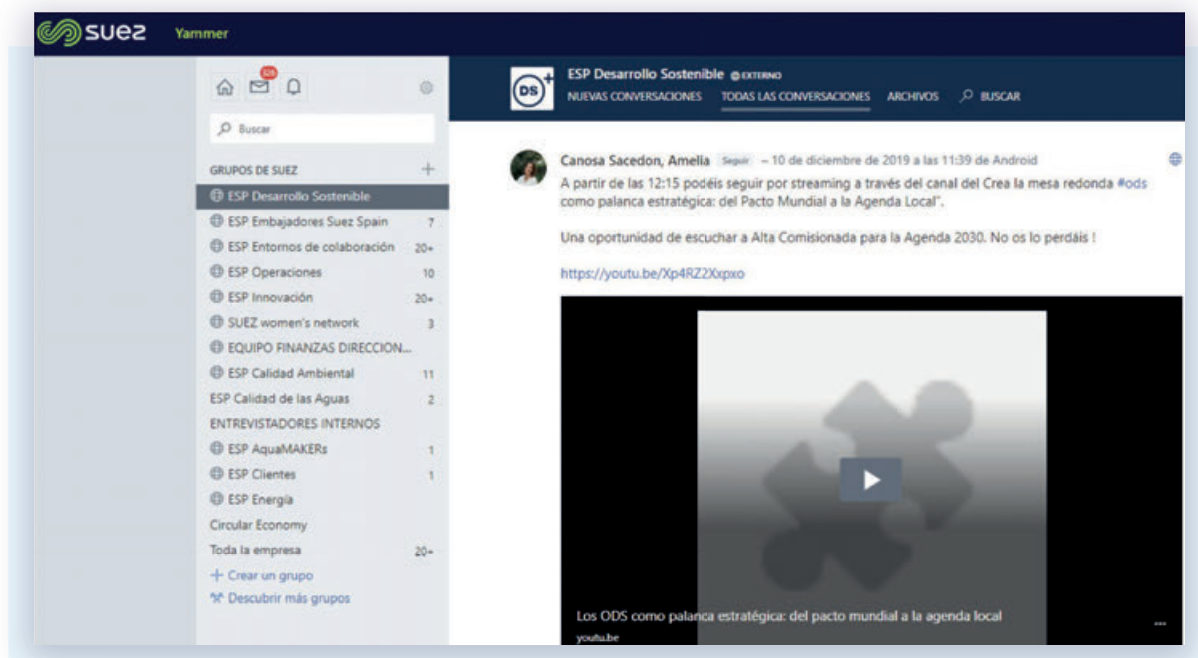 suez Yammer
326
Buscar
GRUPOS DE SUEZ
ESP Desarrollo Sostenible
ESP Embajadores Suez Spain 7
ESP Entornos de colaboración 20+
ESP Operaciones 10
ESP Innovación 20+
SUEZ women's network 3
EQUIPO FINANZAS DIRECCION...
ESP Calidad Ambiental 11
ESP Calidad de las Aguas 2
ENTREVISTADORES INTERNOS
ESP AquaMAKERs 1
ESP Clientes 1
ESP Energía
Circular Economy
Toda la empresa 20+
+ Crear un grupo
Descubrir más grupos
DS+
ESP Desarrollo Sostenible EXTERNO
NUEVAS CONVERSACIONES TODAS LAS CONVERSACIONES ARCHIVOS BUSCAR
Canosa Sacedon, Amelia Seguir – 10 de diciembre de 2019 a las 11:39 de Android
A partir de las 12:15 podéis seguir por streaming a través del canal del Crea la mesa redonda #ods
como palanca estratégica: del Pacto Mundial a la Agenda Local".
Una oportunidad de escuchar a Alta Comisionada para la Agenda 2030. No os lo perdáis !
https://youtu.be/Xp4RZ2Xxpxo
Los ODS como palanca estratégica: del pacto mundial a la agenda local
youtu.be